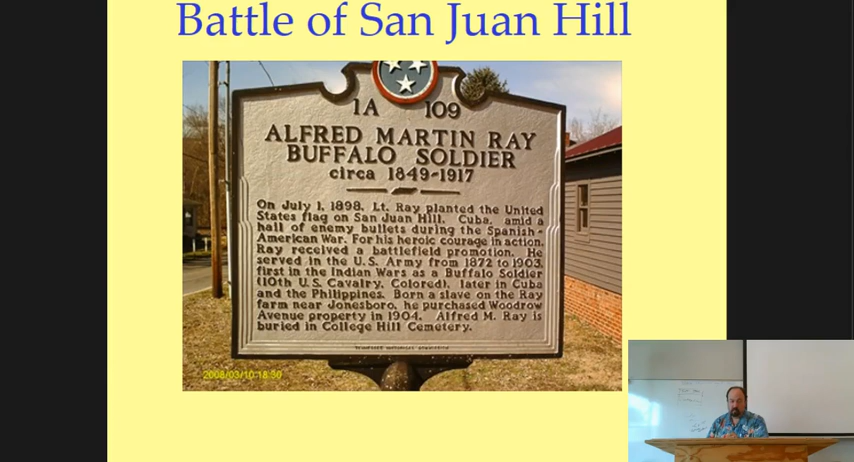 Battle of San Juan Hill
1A 109
ALFRED MARTIN RAY
BUFFALO SOLDIER
circa 1849-1917
On July 1, 1898, Lt. Ray planted the United
States flag on San Juan Hill, Cuba, amid a
hail of enemy bullets during the Spanish-
American War. For his heroic courage in action,
Ray received a battlefield promotion. He
served in the U.S. Army from 1872 to 1903,
first in the Indian Wars as a Buffalo Soldier
(10th U.S. Cavalry, Colored), later in Cuba
and the Philippines. Born a slave on the Ray
farm near Jonesboro, he purchased Woodrow
Avenue property in 1904. Alfred M. Ray is
buried in College Hill Cemetery.
2008/03/10 18:30